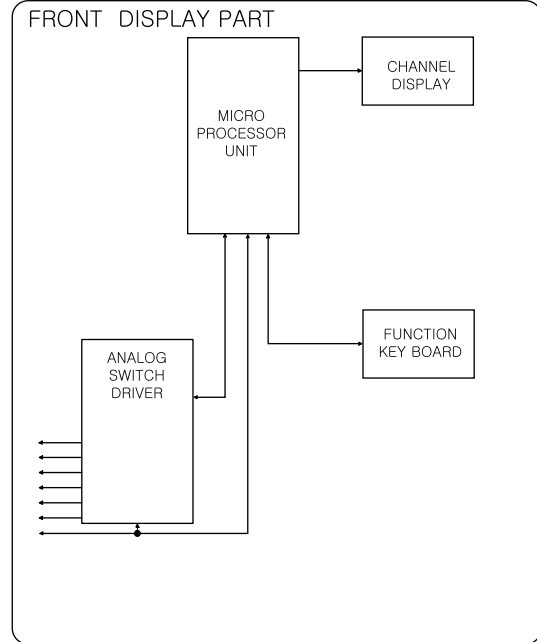 FRONT DISPLAY PART
CHANNEL
DISPLAY
MICRO
PROCESSOR
UNIT
FUNCTION
KEY BOARD
ANALOG
SWITCH
DRIVER